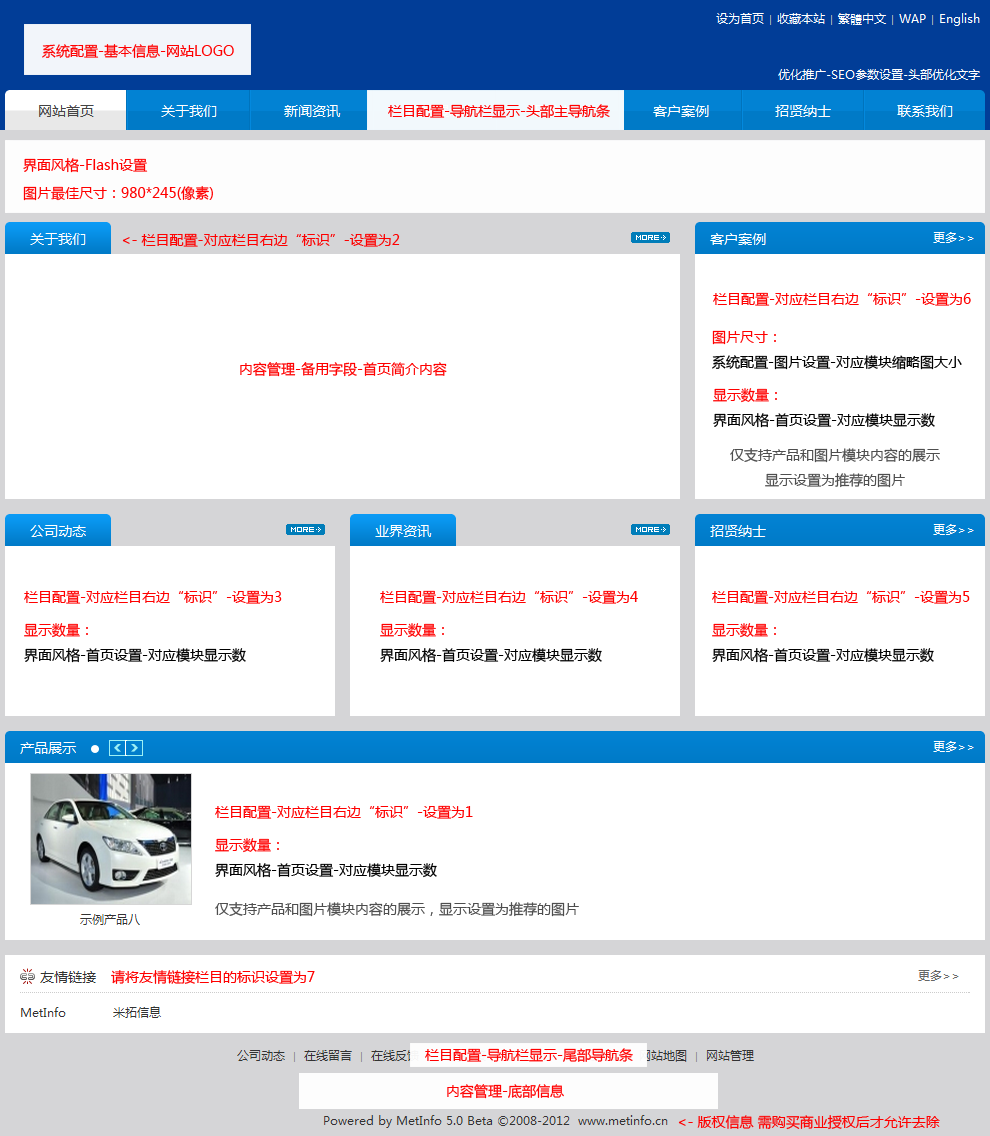 设为首页 | 收藏本站 | 繁體中文 | WAP | English
系统配置-基本信息-网站LOGO
优化推广-SEO参数设置-头部优化文字
网站首页 关于我们 新闻资讯 栏目配置-导航栏显示-头部主导航条 客户案例 招贤纳士 联系我们
界面风格-Flash设置
图片最佳尺寸：980*245(像素)
关于我们 <- 栏目配置-对应栏目右边“标识”-设置为2 MORE
内容管理-备用字段-首页简介内容
客户案例 更多>>
栏目配置-对应栏目右边“标识”-设置为6
图片尺寸：
系统配置-图片设置-对应模块缩略图大小
显示数量：
界面风格-首页设置-对应模块显示数
仅支持产品和图片模块内容的展示
显示设置为推荐的图片
公司动态 MORE
栏目配置-对应栏目右边“标识”-设置为3
显示数量：
界面风格-首页设置-对应模块显示数
业界资讯 MORE
栏目配置-对应栏目右边“标识”-设置为4
显示数量：
界面风格-首页设置-对应模块显示数
招贤纳士 更多>>
栏目配置-对应栏目右边“标识”-设置为5
显示数量：
界面风格-首页设置-对应模块显示数
产品展示 更多>>
栏目配置-对应栏目右边“标识”-设置为1
显示数量：
界面风格-首页设置-对应模块显示数
仅支持产品和图片模块内容的展示，显示设置为推荐的图片
示例产品八
友情链接 请将友情链接栏目的标识设置为7 更多>>
MetInfo 米拓信息
公司动态 | 在线留言 | 在线反 栏目配置-导航栏显示-尾部导航条 站地图 | 网站管理
内容管理-底部信息
Powered by MetInfo 5.0 Beta ©2008-2012 www.metinfo.cn <- 版权信息 需购买商业授权后才允许去除